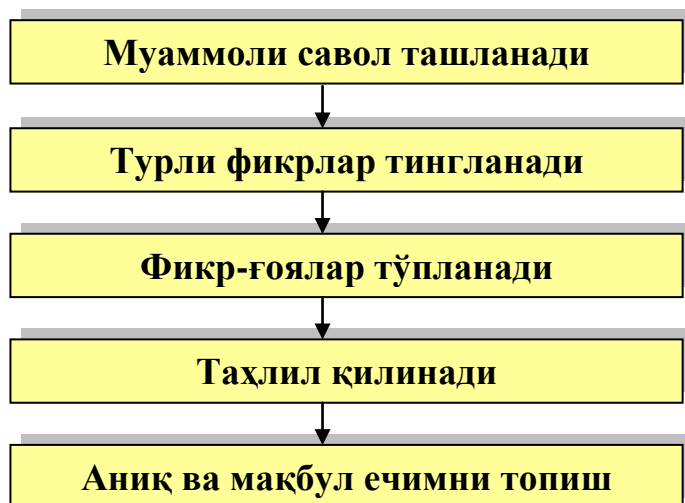 Муаммоли савол ташланади
Турли фикрлар тингланади
Фикр-ғоялар тўпланади
Таҳлил қилинади
Аниқ ва мақбул ечимни топиш